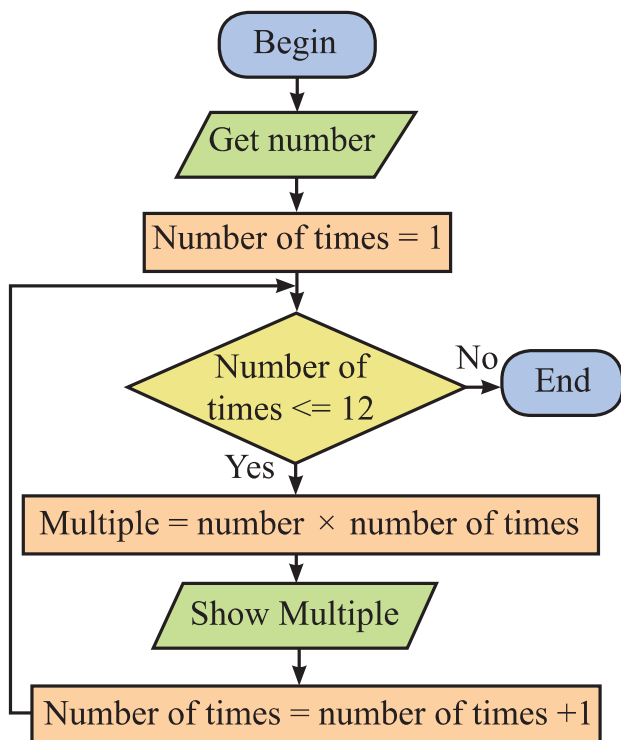 Begin
Get number
Number of times = 1
Number of
times <= 12
No
End
Yes
Multiple = number × number of times
Show Multiple
Number of times = number of times +1